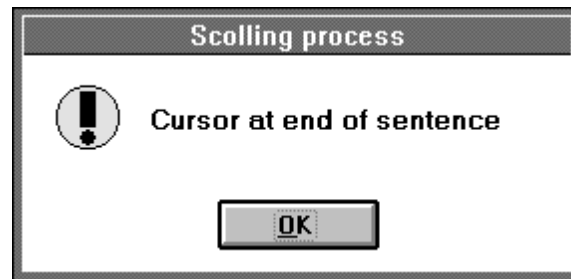 Scolling process
Cursor at end of sentence
OK